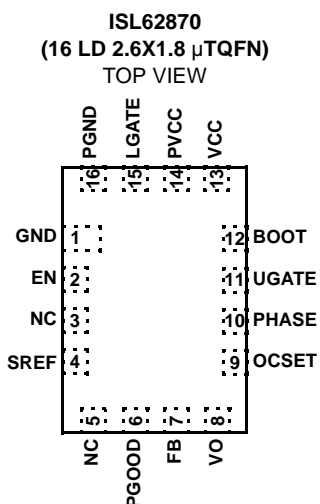 ISL62870
(16 LD 2.6X1.8 µTQFN)
TOP VIEW
PGND
LGATE
PVCC
VCC
16
15
14
13
GND 1
EN 2
NC 3
SREF 4
12 BOOT
11 UGATE
10 PHASE
9 OCSET
5
6
7
8
NC
PGOOD
FB
VO